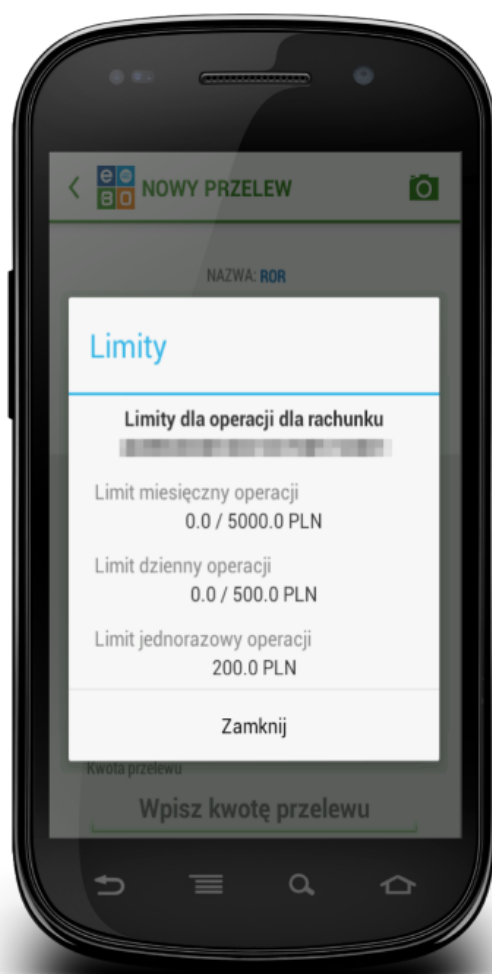 eBO
NOWY PRZELEW
NAZWA: ROR
Limity
Limity dla operacji dla rachunku
Limit miesięczny operacji
0.0 / 5000.0 PLN
Limit dzienny operacji
0.0 / 500.0 PLN
Limit jednorazowy operacji
200.0 PLN
Zamknij
Kwota przelewu
Wpisz kwotę przelewu